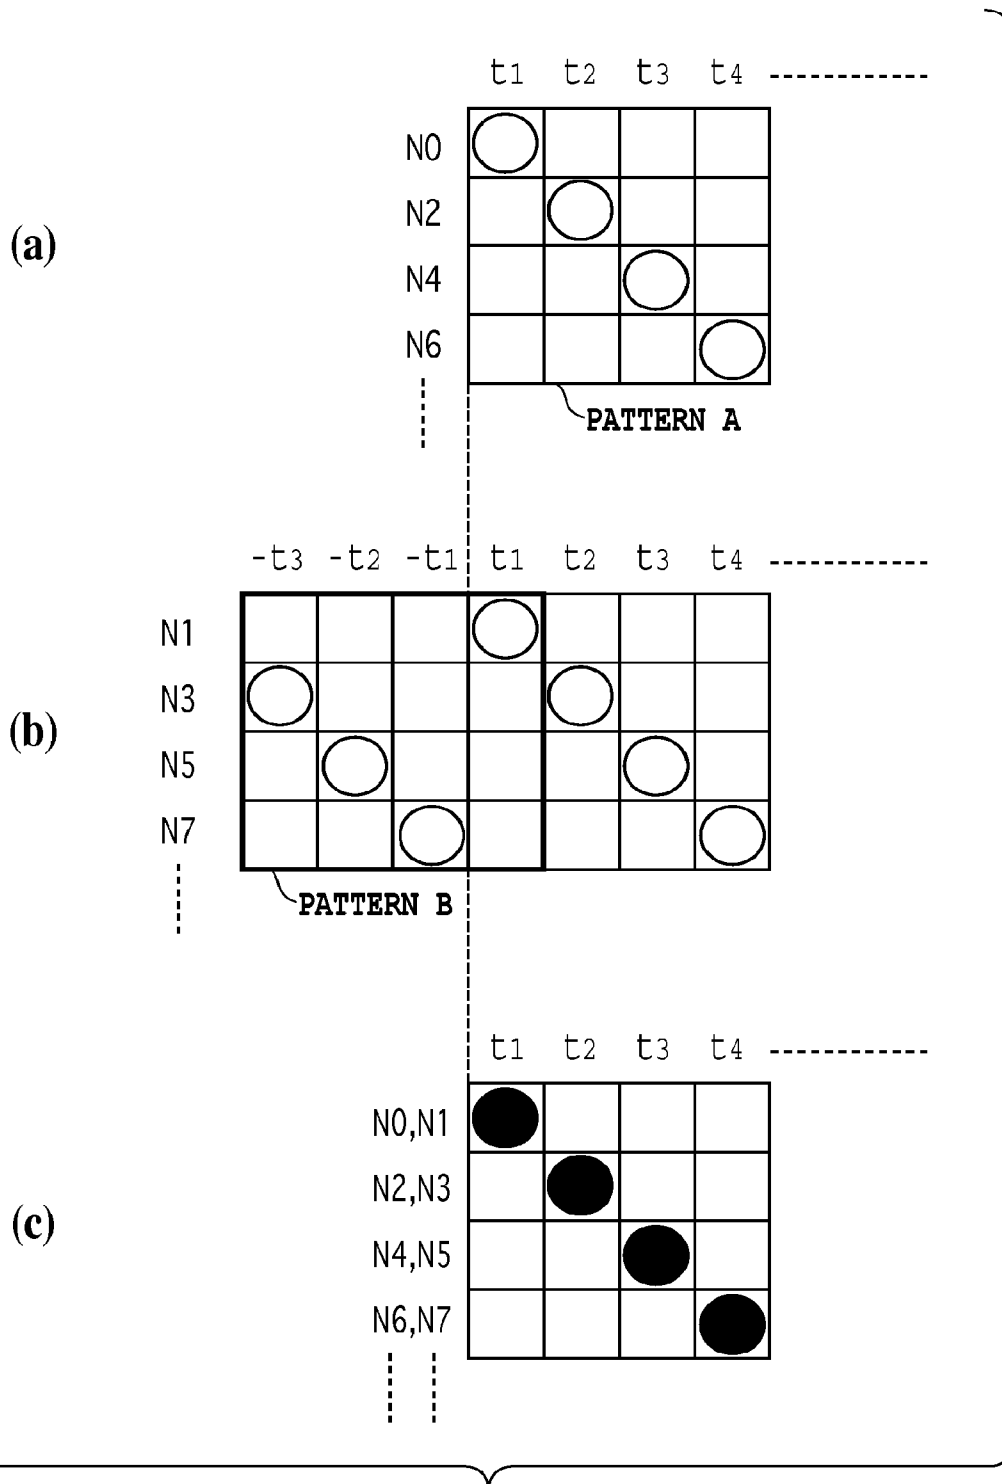 (a)
t1 t2 t3 t4
N0
N2
N4
N6
PATTERN A
(b)
-t3 -t2 -t1 t1 t2 t3 t4
N1
N3
N5
N7
PATTERN B
(c)
t1 t2 t3 t4
N0,N1
N2,N3
N4,N5
N6,N7